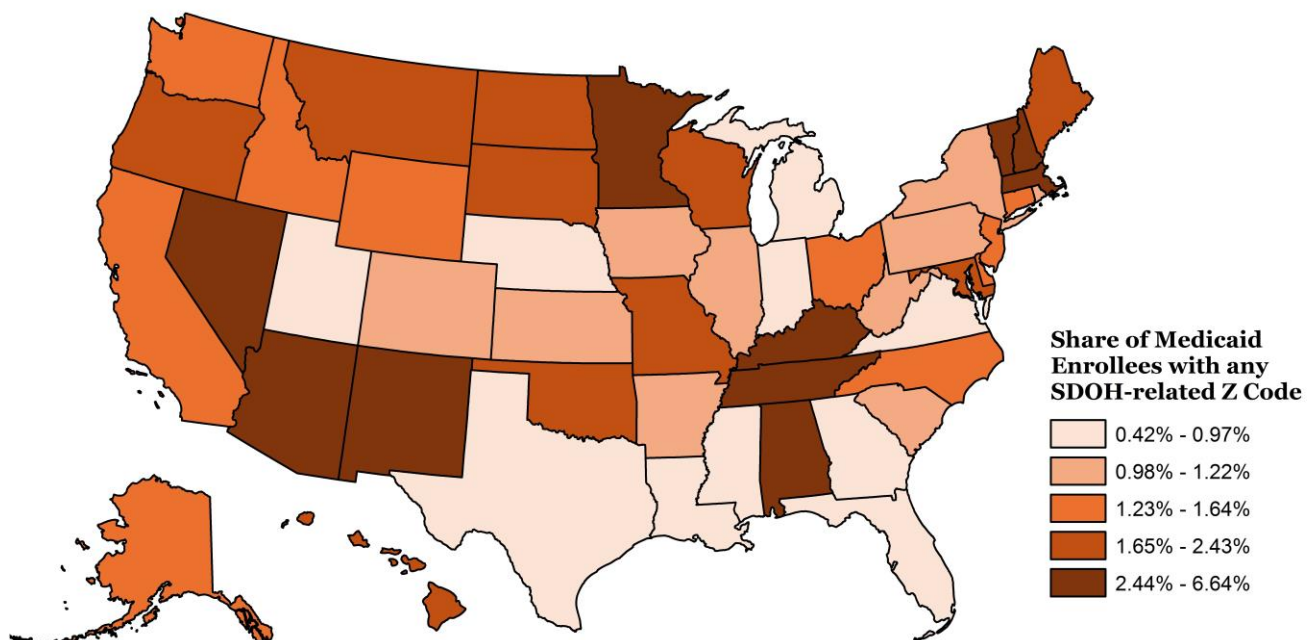 Share of Medicaid
Enrollees with any
SDOH-related Z Code
0.42% - 0.97%
0.98% - 1.22%
1.23% - 1.64%
1.65% - 2.43%
2.44% - 6.64%